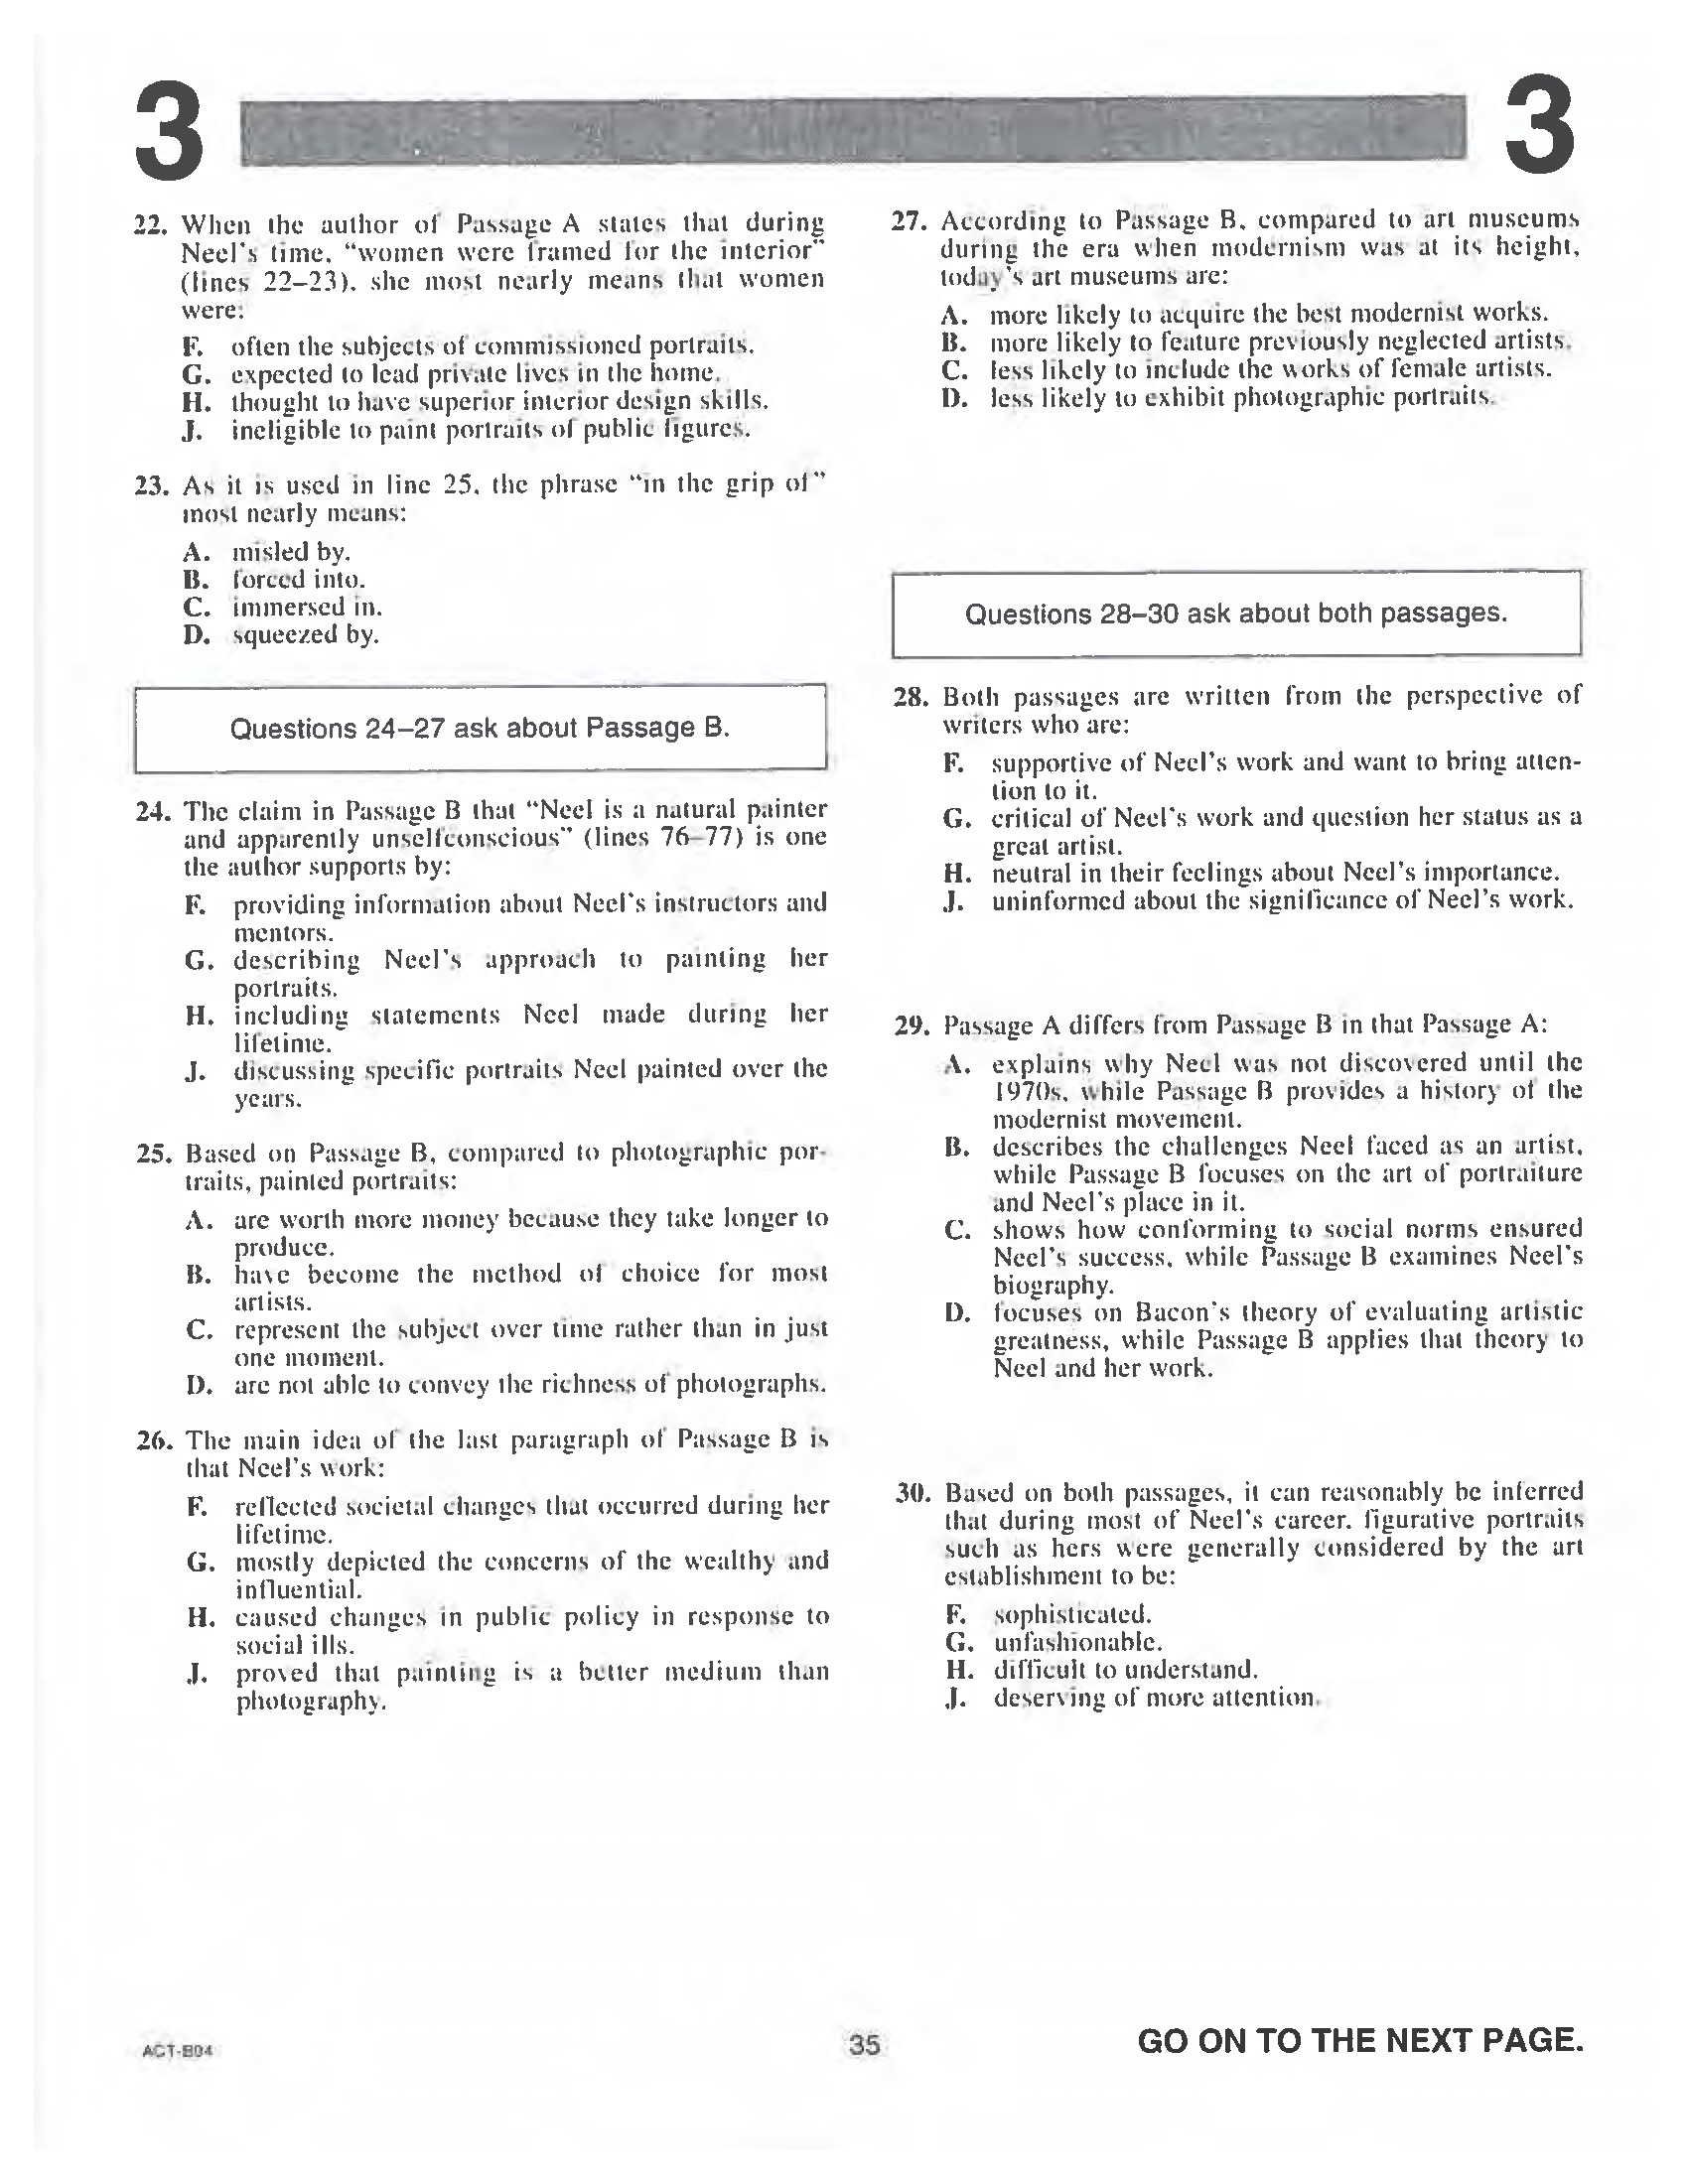 3
3
22. When the author of Passage A states that during
Neel's time, "women were framed for the interior"
(lines 22–23), she most nearly means that women
were:
F. often the subjects of commissioned portraits.
G. expected to lead private lives in the home.
H. thought to have superior interior design skills.
J. ineligible to paint portraits of public figures.
23. As it is used in line 25, the phrase "in the grip of"
most nearly means:
A. misled by.
B. forced into.
C. immersed in.
D. squeezed by.
Questions 24–27 ask about Passage B.
24. The claim in Passage B that "Neel is a natural painter
and apparently unselfconscious" (lines 76–77) is one
the author supports by:
F. providing information about Neel's instructors and
mentors.
G. describing Neel's approach to painting her
portraits.
H. including statements Neel made during her
lifetime.
J. discussing specific portraits Neel painted over the
years.
25. Based on Passage B, compared to photographic por-
traits, painted portraits:
A. are worth more money because they take longer to
produce.
B. have become the method of choice for most
artists.
C. represent the subject over time rather than in just
one moment.
D. are not able to convey the richness of photographs.
26. The main idea of the last paragraph of Passage B is
that Neel's work:
F. reflected societal changes that occurred during her
lifetime.
G. mostly depicted the concerns of the wealthy and
influential.
H. caused changes in public policy in response to
social ills.
J. proved that painting is a better medium than
photography.
27. According to Passage B, compared to art museums
during the era when modernism was at its height,
today's art museums are:
A. more likely to acquire the best modernist works.
B. more likely to feature previously neglected artists.
C. less likely to include the works of female artists.
D. less likely to exhibit photographic portraits.
Questions 28–30 ask about both passages.
28. Both passages are written from the perspective of
writers who are:
F. supportive of Neel's work and want to bring atten-
tion to it.
G. critical of Neel's work and question her status as a
great artist.
H. neutral in their feelings about Neel's importance.
J. uninformed about the significance of Neel's work.
29. Passage A differs from Passage B in that Passage A:
A. explains why Neel was not discovered until the
1970s, while Passage B provides a history of the
modernist movement.
B. describes the challenges Neel faced as an artist,
while Passage B focuses on the art of portraiture
and Neel's place in it.
C. shows how conforming to social norms ensured
Neel's success, while Passage B examines Neel's
biography.
D. focuses on Bacon's theory of evaluating artistic
greatness, while Passage B applies that theory to
Neel and her work.
30. Based on both passages, it can reasonably be inferred
that during most of Neel's career, figurative portraits
such as hers were generally considered by the art
establishment to be:
F. sophisticated.
G. unfashionable.
H. difficult to understand.
J. deserving of more attention.
ACT-B04
35
GO ON TO THE NEXT PAGE.